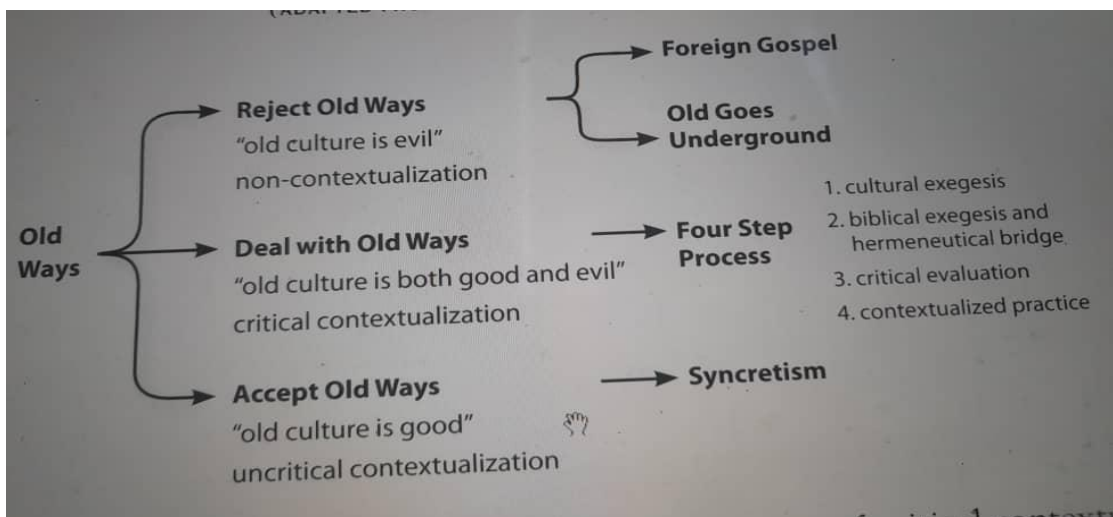 Foreign Gospel
Reject Old Ways
"old culture is evil"
non-contextualization
Old Goes
Underground
Old
Ways
Deal with Old Ways
"old culture is both good and evil"
critical contextualization
Four Step
Process
1. cultural exegesis
2. biblical exegesis and
hermeneutical bridge
3. critical evaluation
4. contextualized practice
Accept Old Ways
"old culture is good"
uncritical contextualization
Syncretism